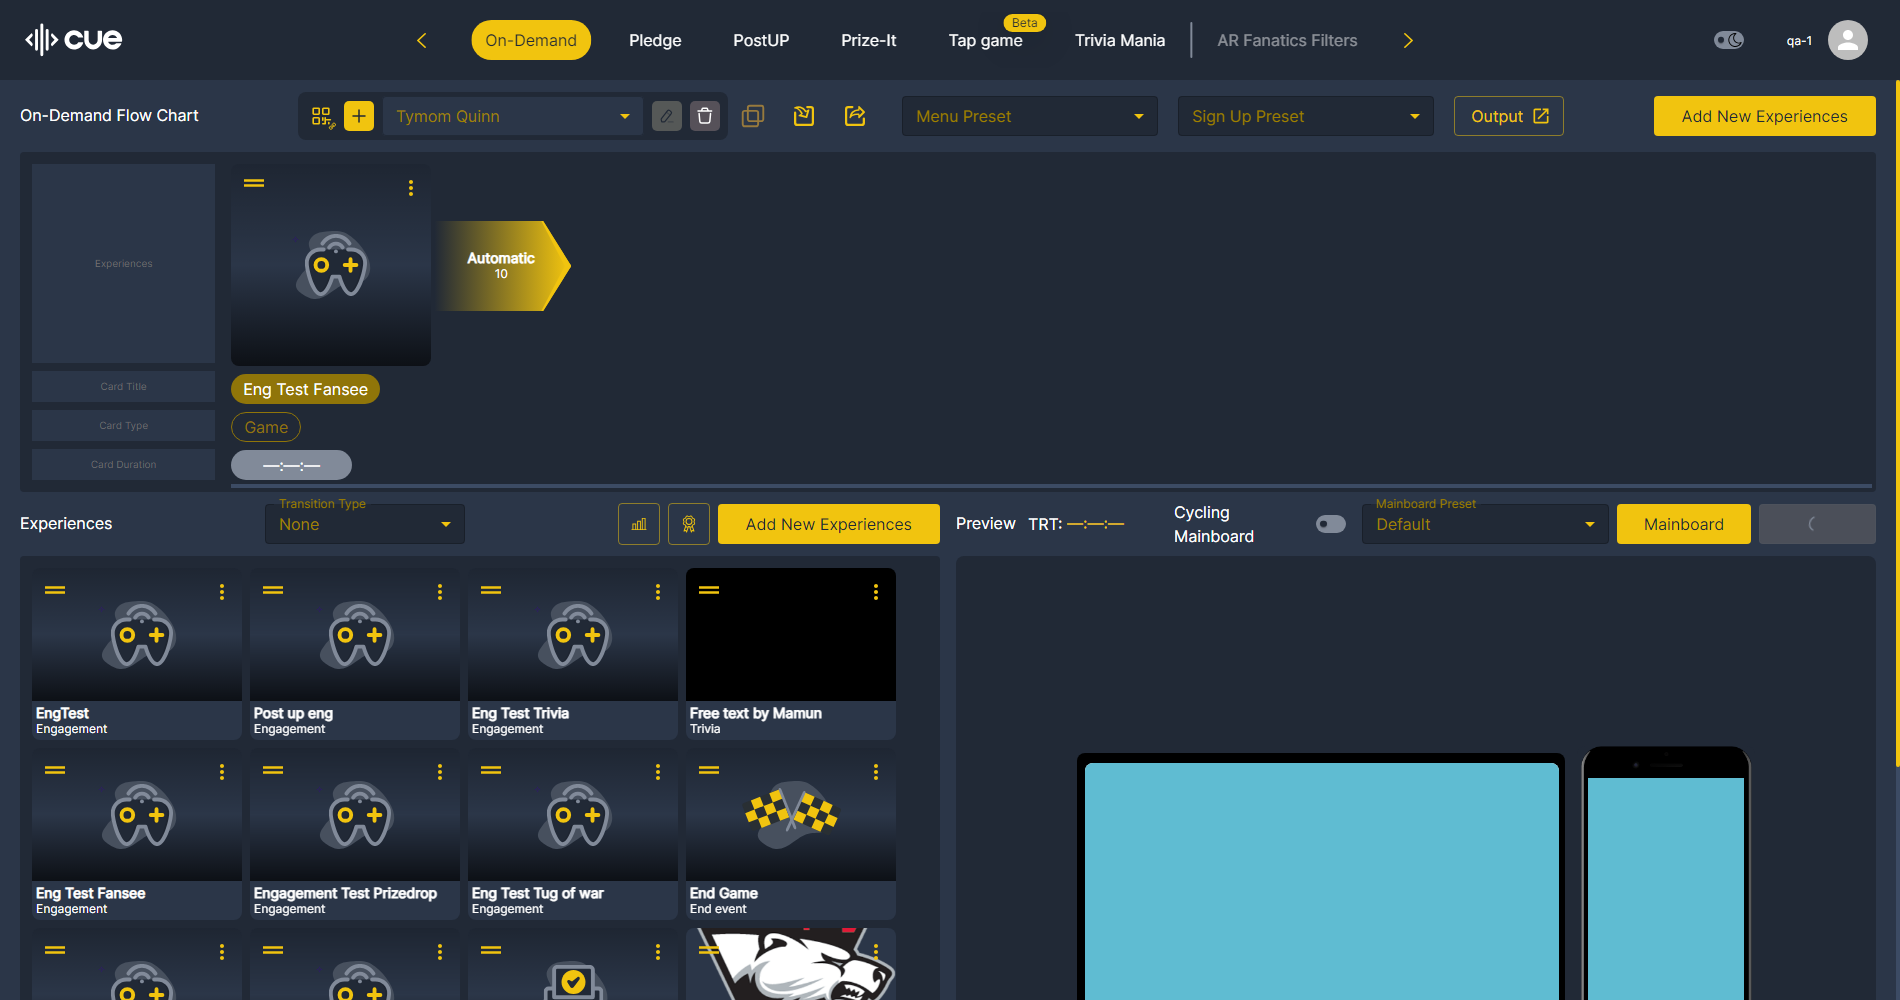 cue
On-Demand
Pledge
PostUP
Prize-It
Tap game
Beta
Trivia Mania
AR Fanatics Filters
qa-1
On-Demand Flow Chart
Tymom Quinn
Menu Preset
Sign Up Preset
Output
Add New Experiences
Experiences
Automatic
10
Card Title
Eng Test Fansee
Card Type
Game
Card Duration
—:—:—
Experiences
Transition Type
None
Add New Experiences
Preview
TRT: —:—:—
Cycling
Mainboard
Mainboard Preset
Default
Mainboard
EngTest
Engagement
Post up eng
Engagement
Eng Test Trivia
Engagement
Free text by Mamun
Trivia
Eng Test Fansee
Engagement
Engagement Test Prizedrop
Engagement
Eng Test Tug of war
Engagement
End Game
End event